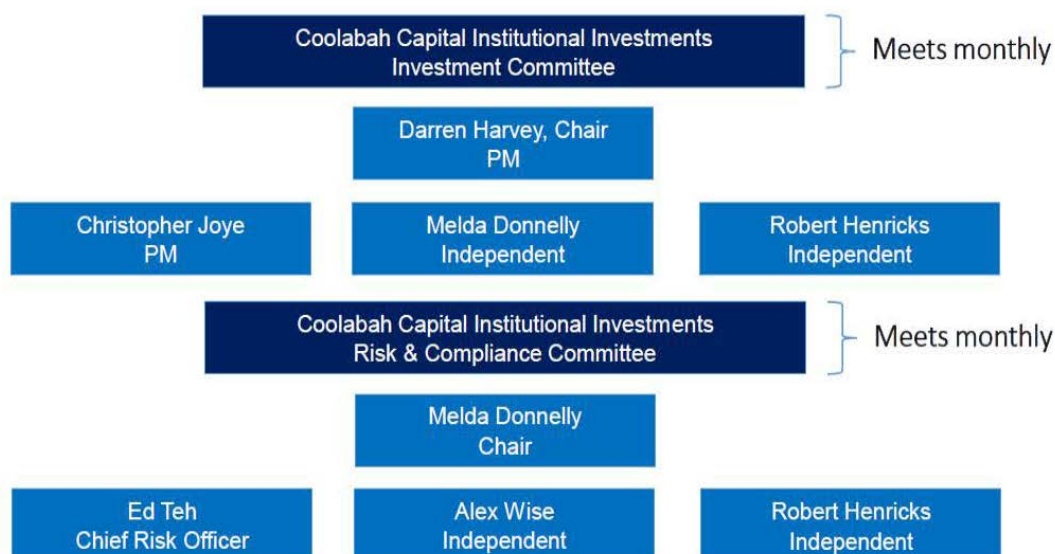 Coolabah Capital Institutional Investments
Investment Committee
Meets monthly
Darren Harvey, Chair
PM
Christopher Joye
PM
Melda Donnelly
Independent
Robert Henricks
Independent
Coolabah Capital Institutional Investments
Risk & Compliance Committee
Meets monthly
Melda Donnelly
Chair
Ed Teh
Chief Risk Officer
Alex Wise
Independent
Robert Henricks
Independent